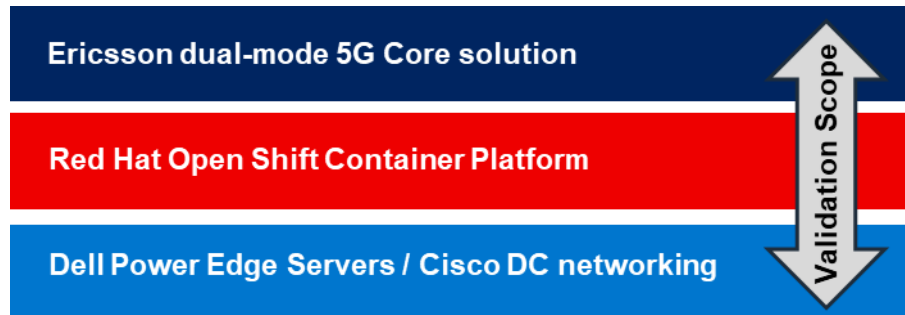 Ericsson dual-mode 5G Core solution
Red Hat Open Shift Container Platform
Dell Power Edge Servers / Cisco DC networking
Validation Scope